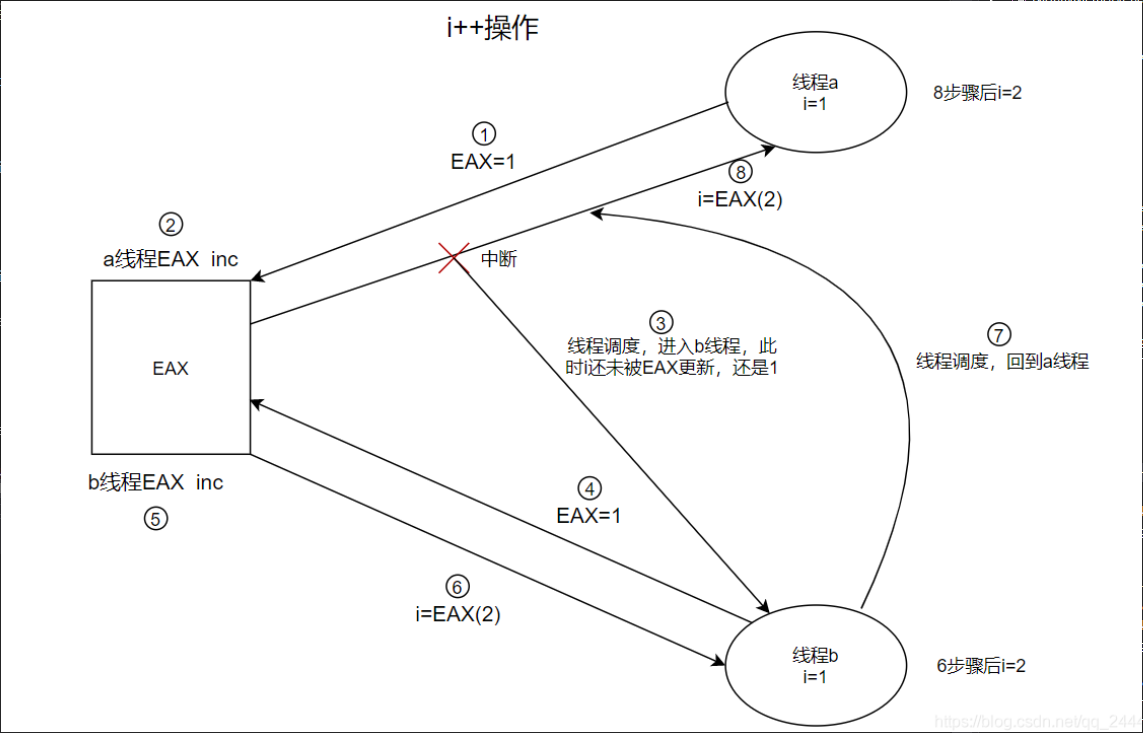 i++操作
线程a
i=1
8步骤后i=2
①
EAX=1
⑧
i=EAX(2)
②
a线程EAX inc
中断
③
线程调度，进入b线程，此
时i还未被EAX更新，还是1
⑦
线程调度，回到a线程
EAX
b线程EAX inc
⑤
④
EAX=1
⑥
i=EAX(2)
线程b
i=1
6步骤后i=2
https://blog.csdn.net/qq_244